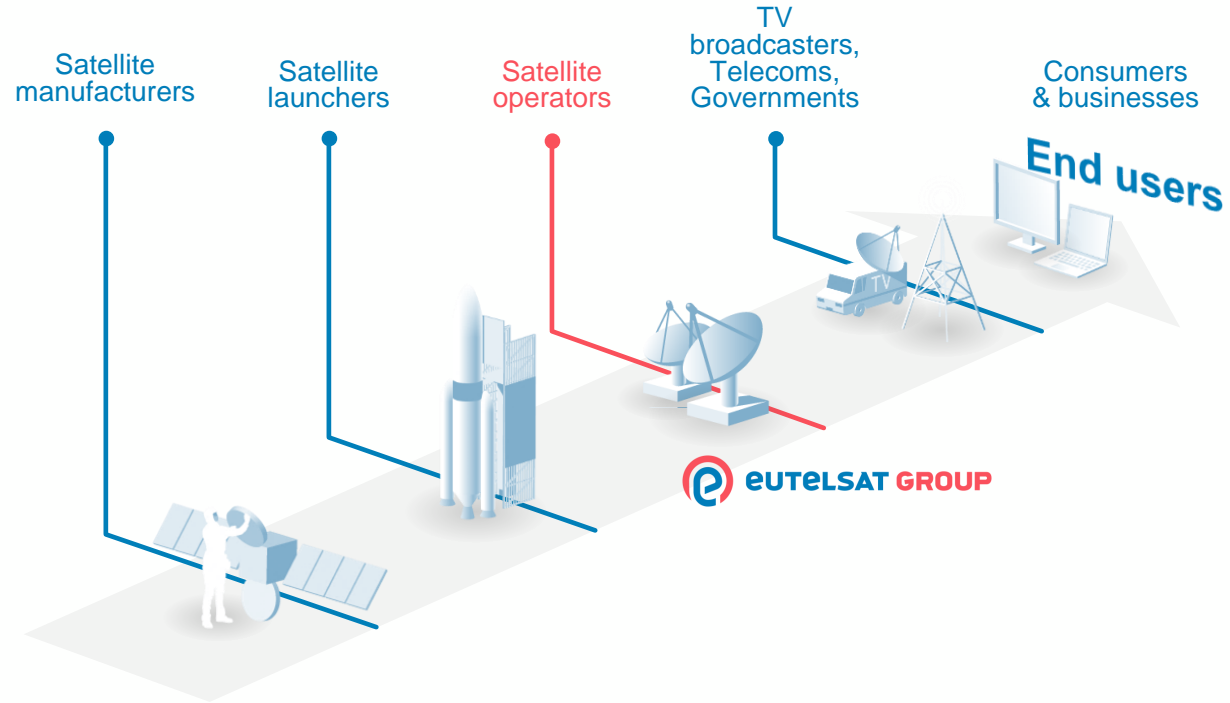 Satellite
manufacturers
Satellite
launchers
Satellite
operators
TV
broadcasters,
Telecoms,
Governments
Consumers
& businesses
End users
TV
eutelsat GROUP